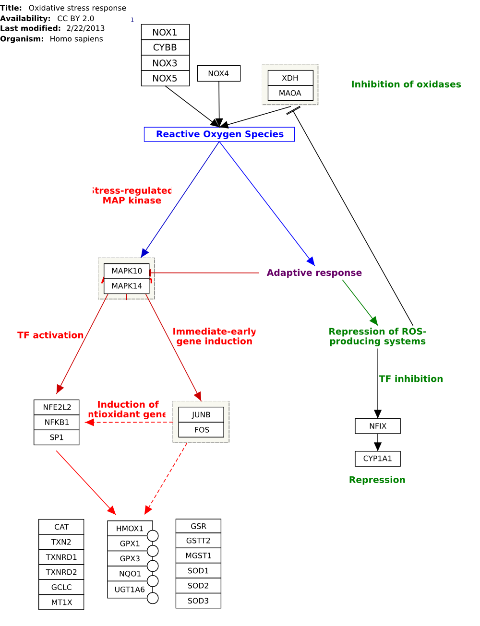 Title: Oxidative stress response
Availability: CC BY 2.0
Last modified: 2/22/2013
Organism: Homo sapiens
1
NOX1
CYBB
NOX3
NOX5
NOX4
XDH
MAOA
Inhibition of oxidases
Reactive Oxygen Species
Stress-regulated
MAP kinase
MAPK10
MAPK14
Adaptive response
TF activation
Immediate-early
gene induction
Repression of ROS-
producing systems
TF inhibition
NFE2L2
NFKB1
SP1
Induction of
ntioxidant gene
JUNB
FOS
NFIX
CYP1A1
Repression
CAT
TXN2
TXNRD1
TXNRD2
GCLC
MT1X
HMOX1
GPX1
GPX3
NQO1
UGT1A6
GSR
GSTT2
MGST1
SOD1
SOD2
SOD3